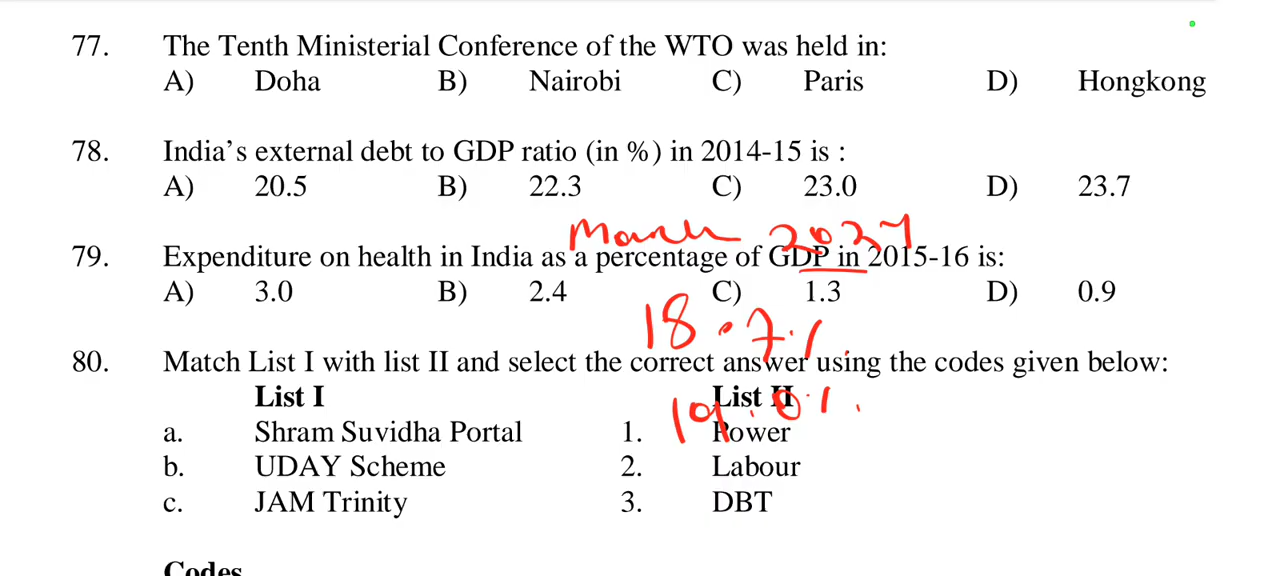 77. The Tenth Ministerial Conference of the WTO was held in:
A) Doha B) Nairobi C) Paris D) Hongkong
78. India's external debt to GDP ratio (in %) in 2014-15 is :
A) 20.5 B) 22.3 C) 23.0 D) 23.7
March 2024
79. Expenditure on health in India as a percentage of GDP in 2015-16 is:
A) 3.0 B) 2.4 C) 1.3 D) 0.9
18.7%
80. Match List I with list II and select the correct answer using the codes given below:
List I List II
19.0%
a. Shram Suvidha Portal 1. Power
b. UDAY Scheme 2. Labour
c. JAM Trinity 3. DBT
Codes